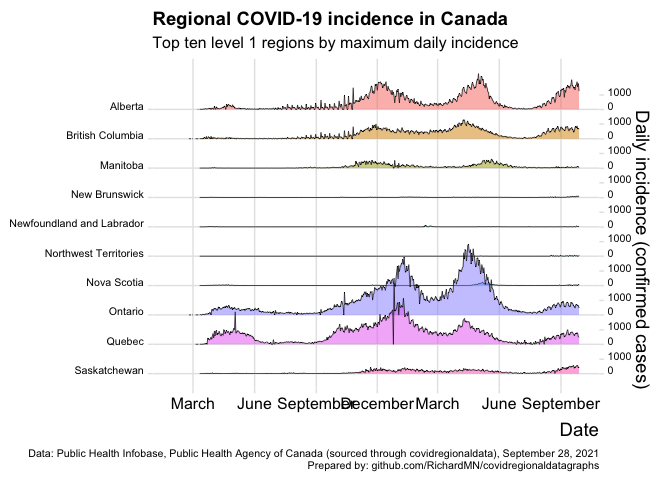 Regional COVID-19 incidence in Canada
Top ten level 1 regions by maximum daily incidence
Alberta
British Columbia
Manitoba
New Brunswick
Newfoundland and Labrador
Northwest Territories
Nova Scotia
Ontario
Quebec
Saskatchewan
1000
0
1000
0
1000
0
1000
0
1000
0
1000
0
1000
0
1000
0
1000
0
1000
0
Daily incidence (confirmed cases)
March June September December March June September
Date
Data: Public Health Infobase, Public Health Agency of Canada (sourced through covidregionaldata), September 28, 2021
Prepared by: github.com/RichardMN/covidregionaldatagraphs